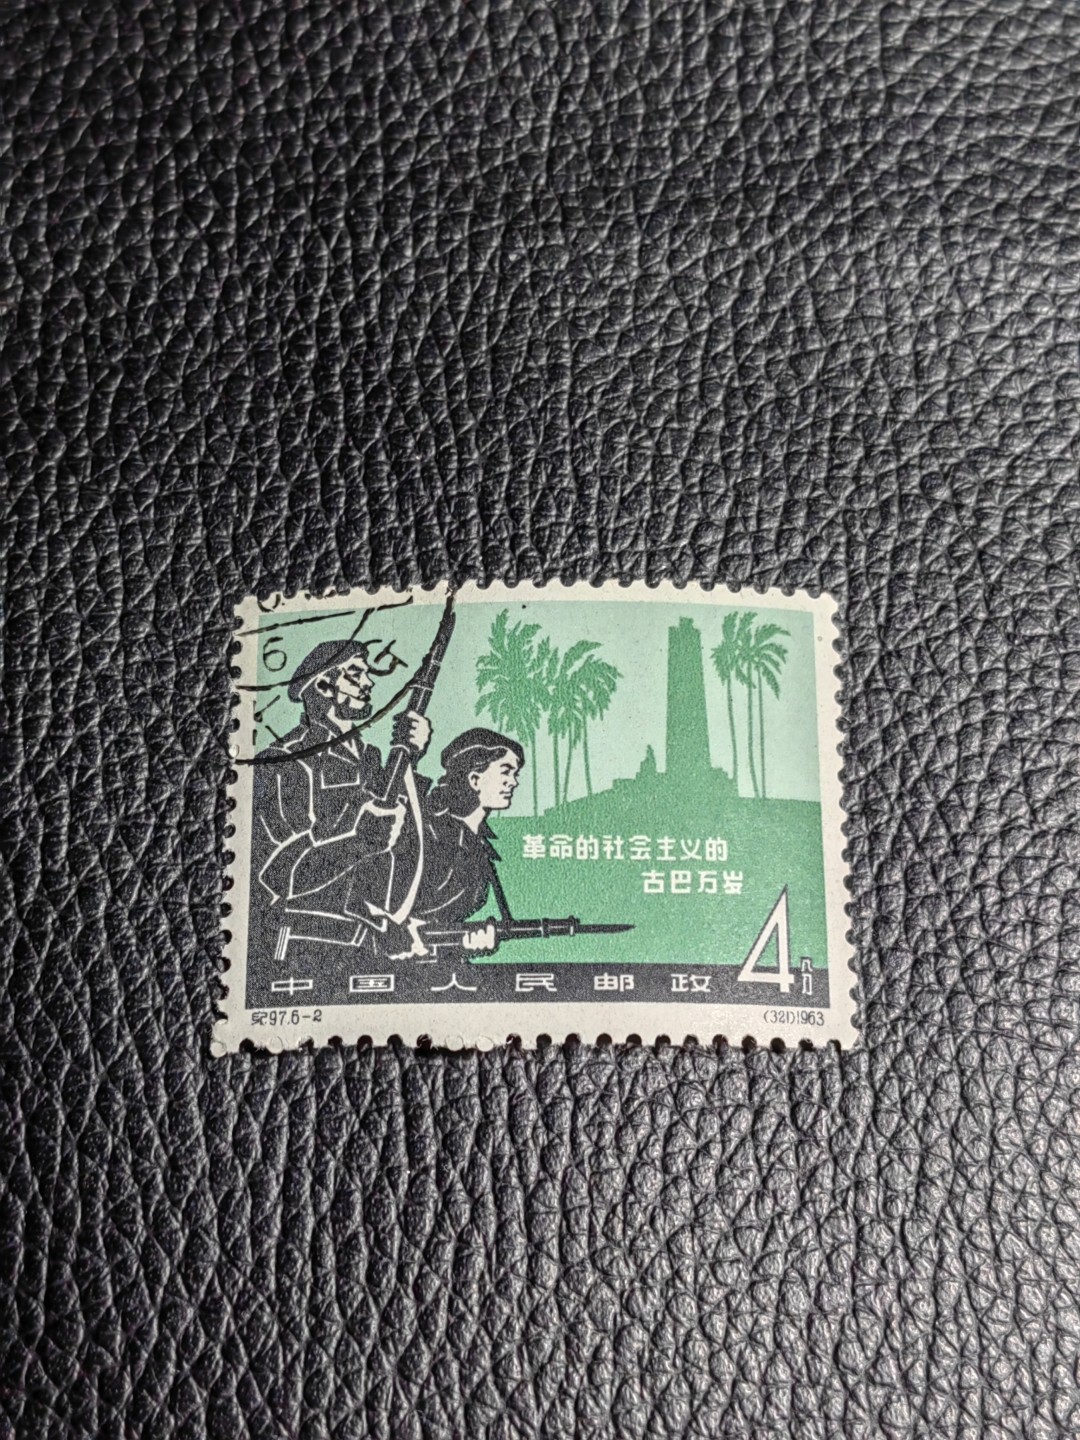 6
革命的社会主义的
古巴万岁
4分
中国人民邮政
纪97.6-2
(321)1963